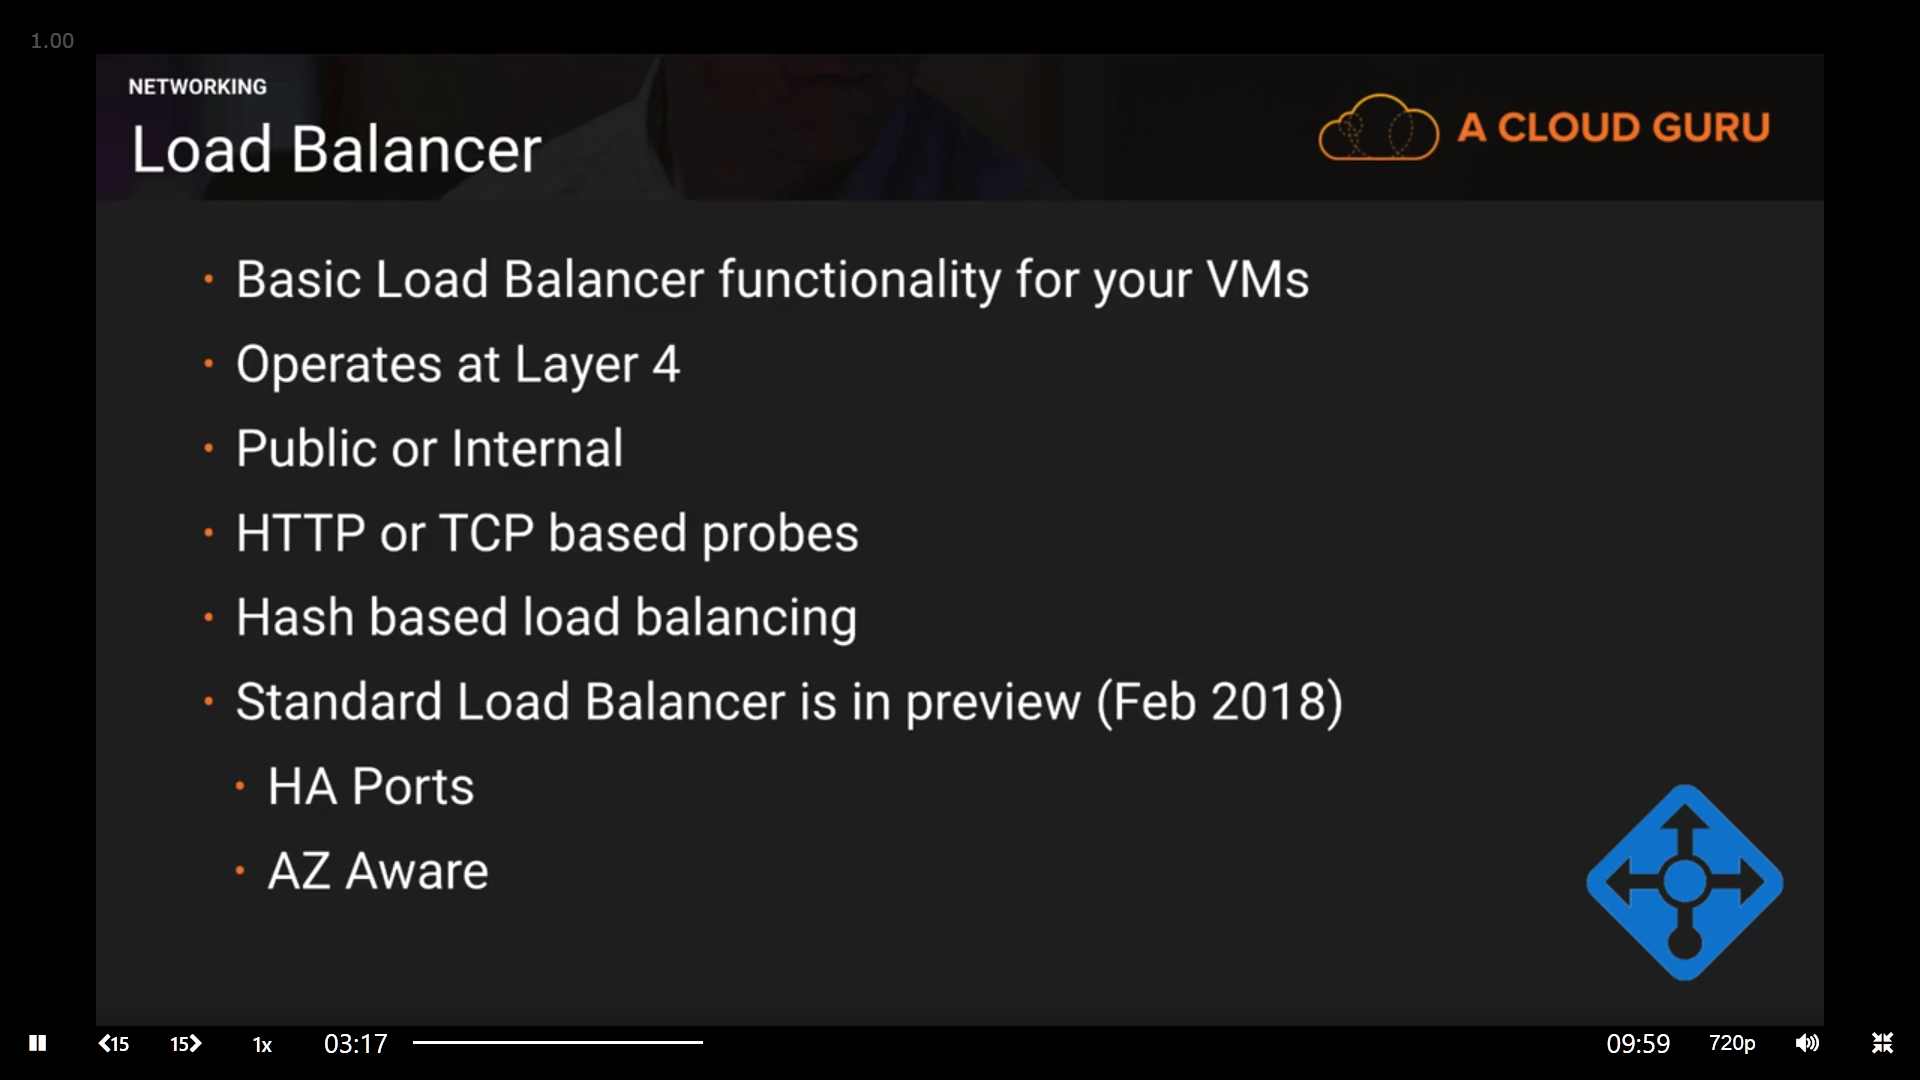 1.00
NETWORKING
Load Balancer
A CLOUD GURU
• Basic Load Balancer functionality for your VMs
• Operates at Layer 4
• Public or Internal
• HTTP or TCP based probes
• Hash based load balancing
• Standard Load Balancer is in preview (Feb 2018)
• HA Ports
• AZ Aware
15 15 1x 03:17 09:59 720p